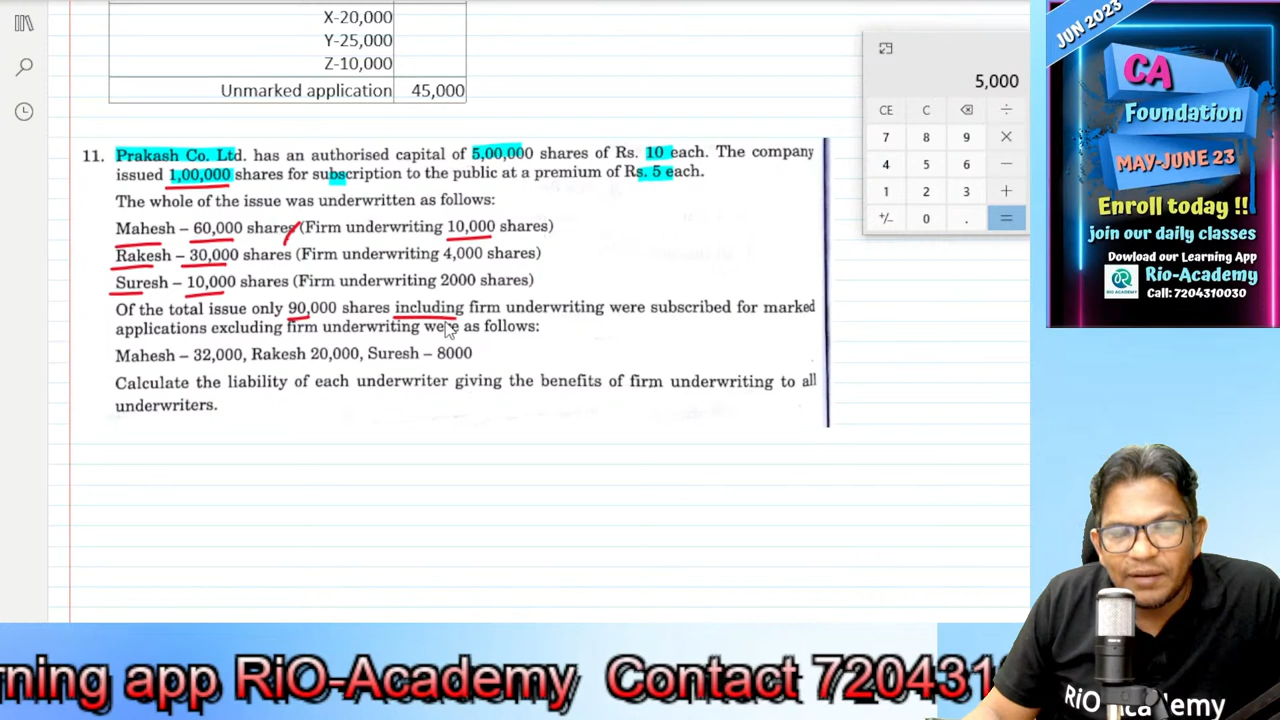 X-20,000
Y-25,000
Z-10,000
Unmarked application 45,000
11. Prakash Co. Ltd. has an authorised capital of 5,00,000 shares of Rs. 10 each. The company
issued 1,00,000 shares for subscription to the public at a premium of Rs. 5 each.
The whole of the issue was underwritten as follows:
Mahesh – 60,000 shares (Firm underwriting 10,000 shares)
Rakesh – 30,000 shares (Firm underwriting 4,000 shares)
Suresh – 10,000 shares (Firm underwriting 2000 shares)
Of the total issue only 90,000 shares including firm underwriting were subscribed for marked
applications excluding firm underwriting were as follows:
Mahesh – 32,000, Rakesh 20,000, Suresh – 8000
Calculate the liability of each underwriter giving the benefits of firm underwriting to all
underwriters.
5,000
CE C ÷
7 8 9 ×
4 5 6 −
1 2 3 +
+/− 0 . =
JUN 2023
CA
Foundation
MAY-JUNE 23
Enroll today !!
join our daily classes
Dowload our Learning App
Rio-Academy
Call: 7204310030
RIO ACADEMY
rning app RiO-Academy Contact 720431
RiO Aca emy